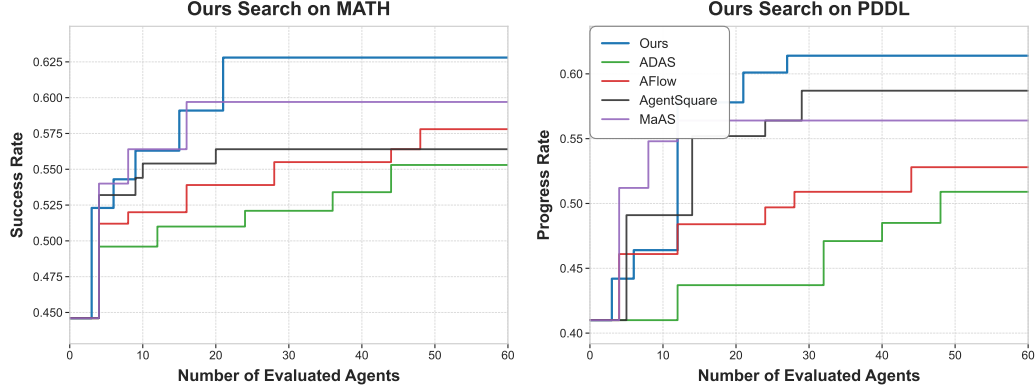 Ours Search on MATH
Success Rate
0.625
0.600
0.575
0.550
0.525
0.500
0.475
0.450
0 10 20 30 40 50 60
Number of Evaluated Agents
Ours Search on PDDL
Ours
ADAS
AFlow
AgentSquare
MaAS
Progress Rate
0.60
0.55
0.50
0.45
0.40
0 10 20 30 40 50 60
Number of Evaluated Agents